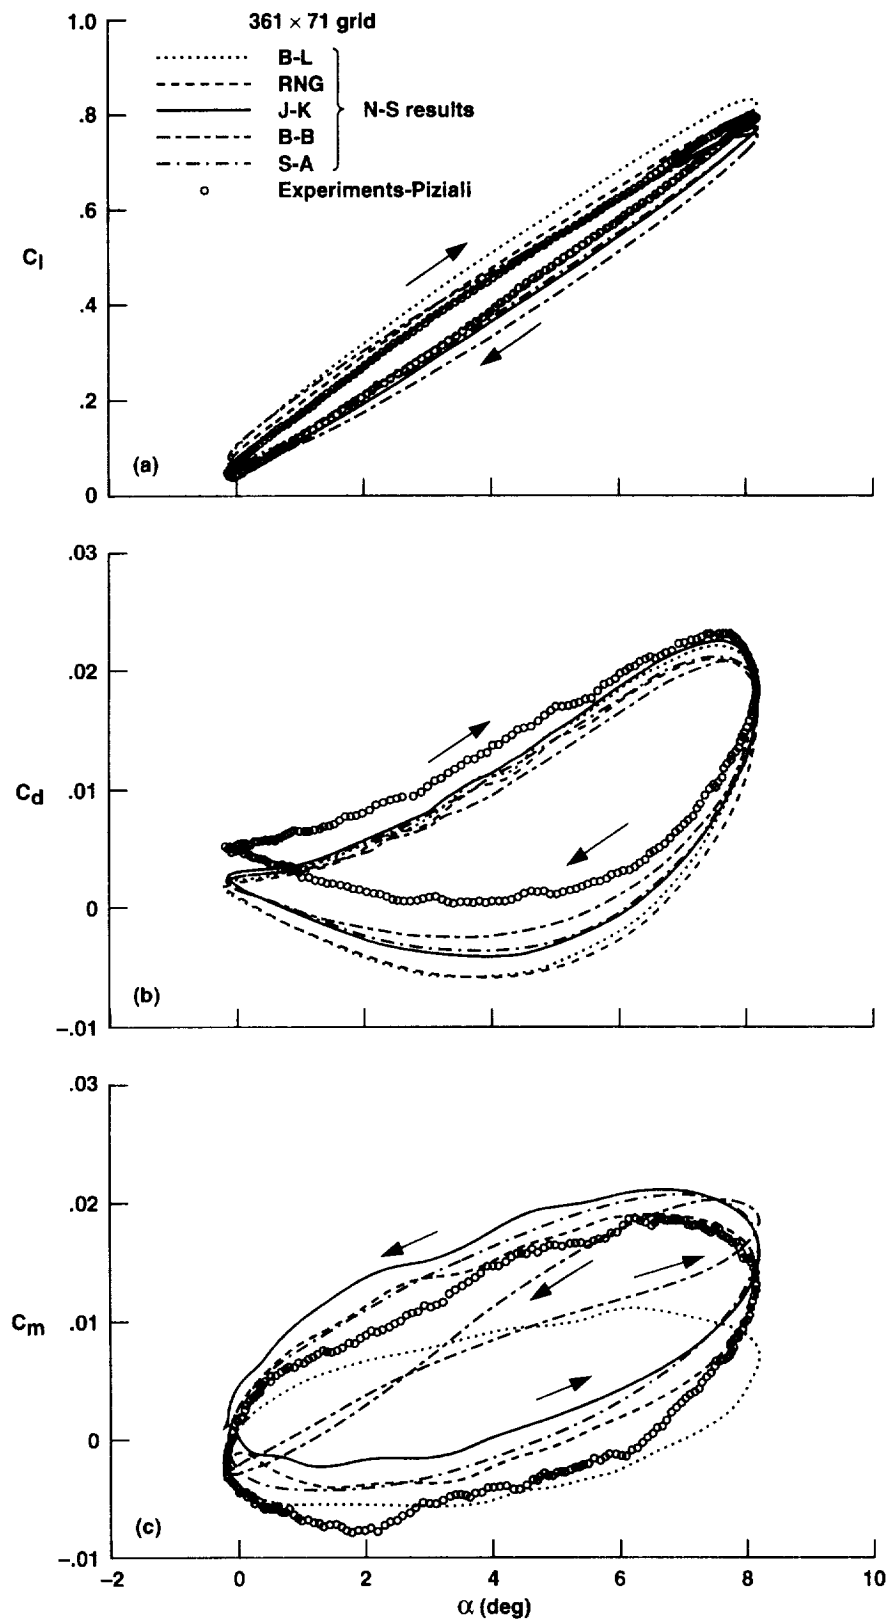 361 × 71 grid
B-L
RNG
J-K
B-B
S-A
N-S results
Experiments-Piziali
1.0
.8
.6
.4
.2
0
C_l
(a)
.03
.02
.01
0
–.01
C_d
(b)
.03
.02
.01
0
–.01
C_m
(c)
–2 0 2 4 6 8 10
α (deg)